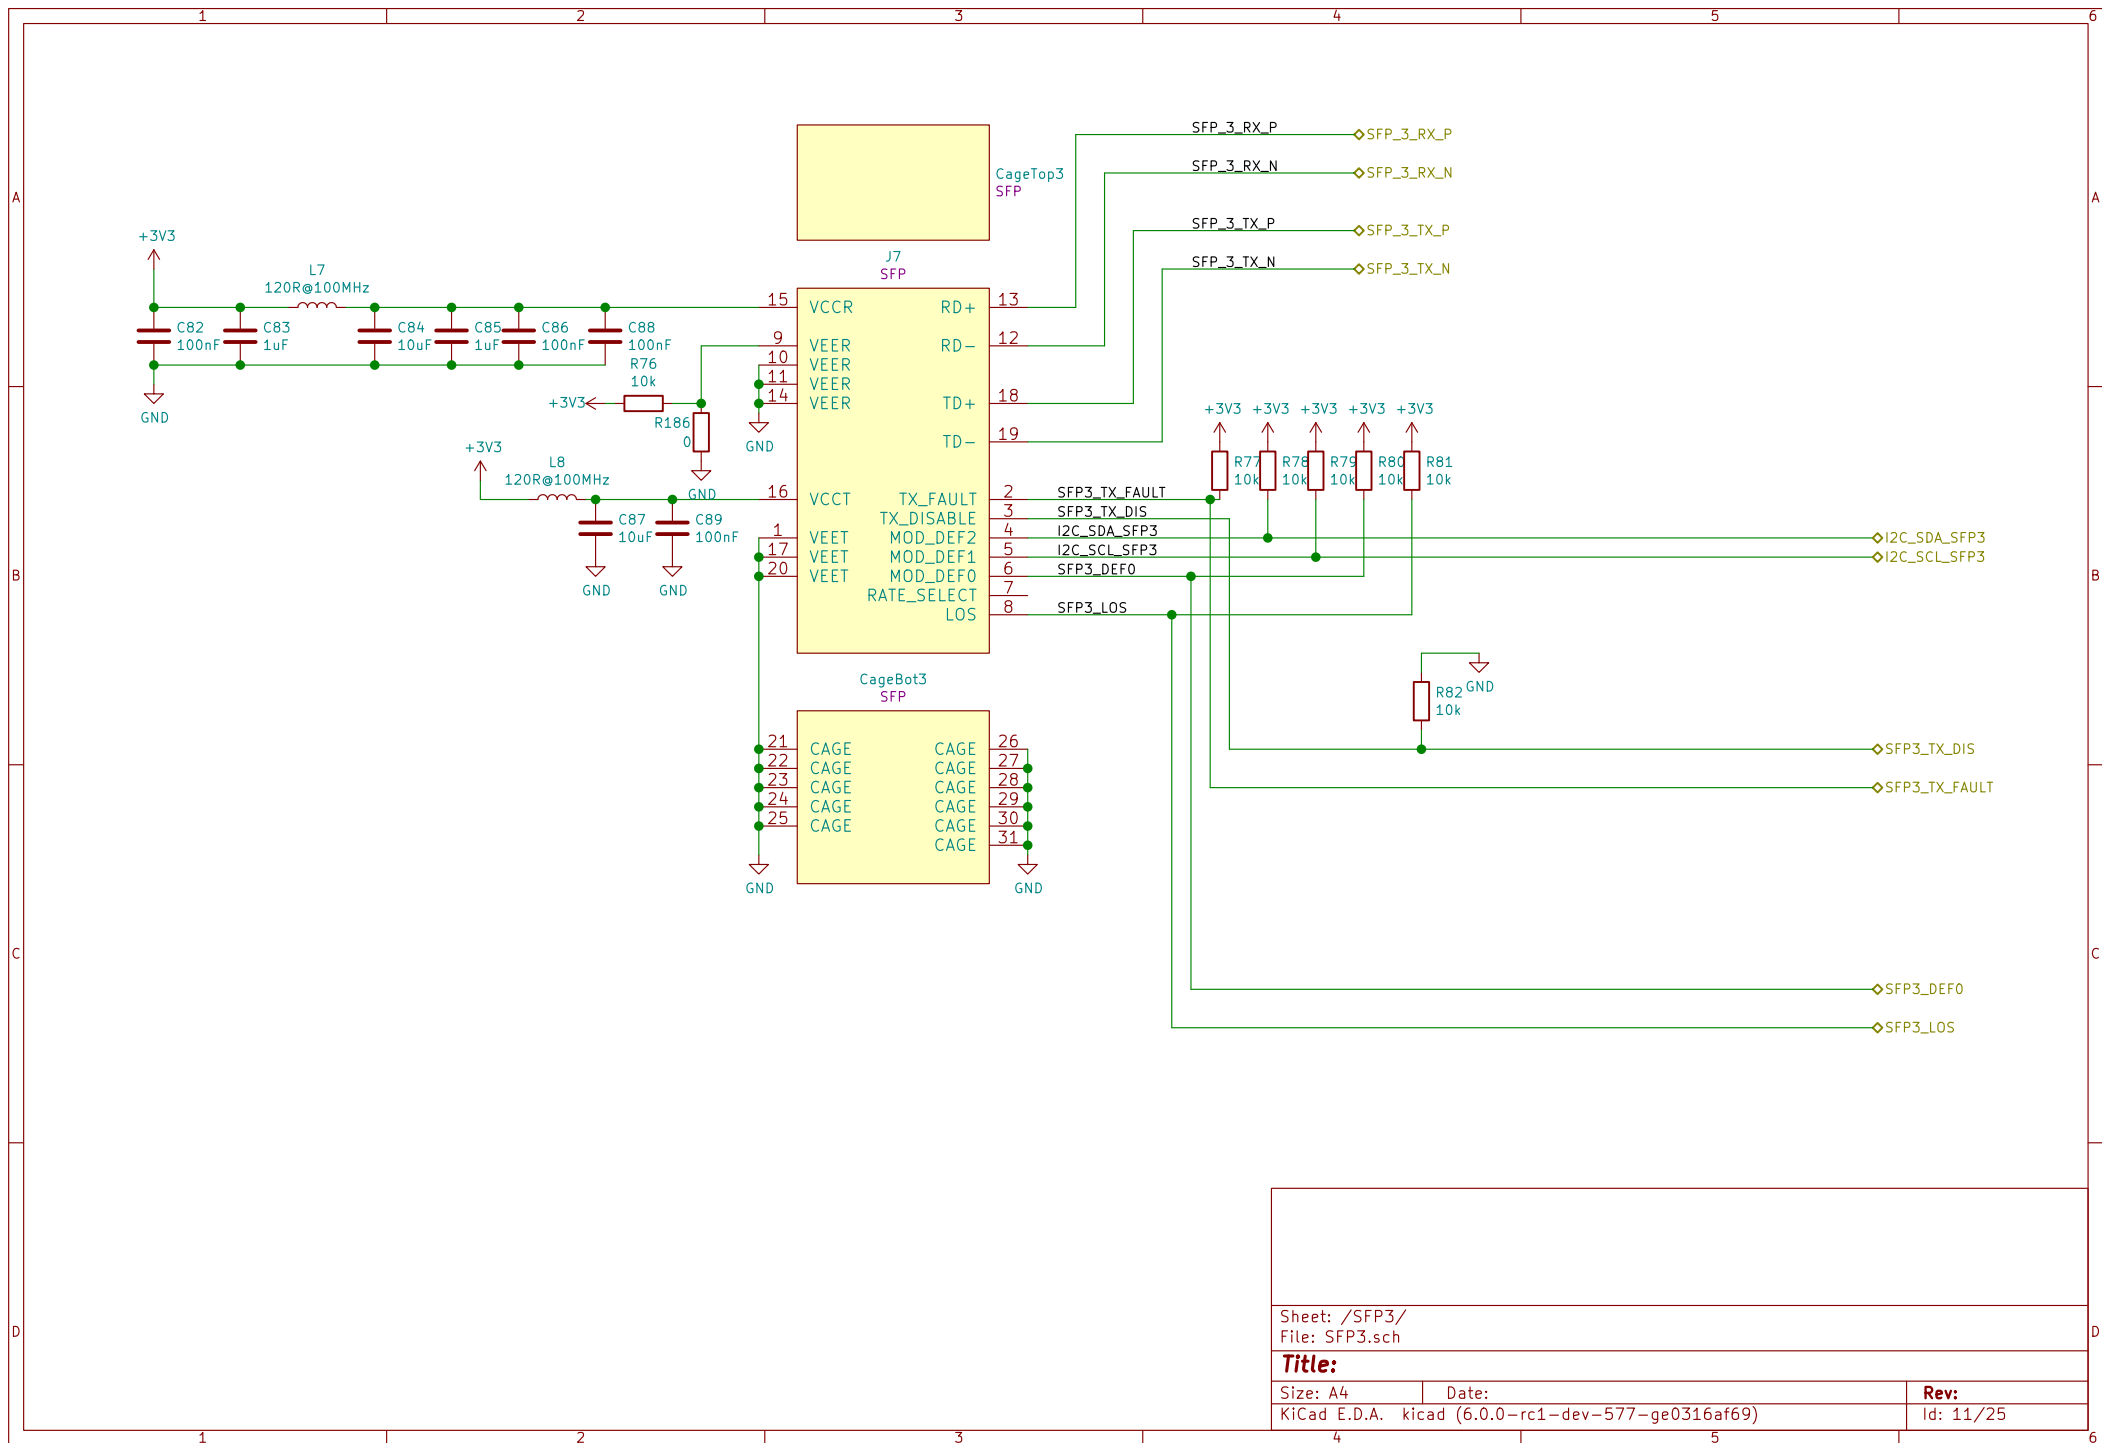 1 2 3 4 5 6
A A
B B
C C
D D
SFP_3_RX_P SFP_3_RX_P
SFP_3_RX_N SFP_3_RX_N
SFP_3_TX_P SFP_3_TX_P
SFP_3_TX_N SFP_3_TX_N
CageTop3
SFP
J7
SFP
+3V3
L7
120R@100MHz
C82
100nF
C83
1uF
C84
10uF
C85
1uF
C86
100nF
C88
100nF
GND
R76
10k
+3V3
R186
0
GND
GND
+3V3
L8
120R@100MHz
C87
10uF
C89
100nF
GND
GND
15 VCCR
9 VEER
10 VEER
11 VEER
14 VEER
16 VCCT
1 VEET
17 VEET
20 VEET
RD+ 13
RD- 12
TD+ 18
TD- 19
TX_FAULT 2 SFP3_TX_FAULT
TX_DISABLE 3 SFP3_TX_DIS
MOD_DEF2 4 I2C_SDA_SFP3
MOD_DEF1 5 I2C_SCL_SFP3
MOD_DEF0 6 SFP3_DEF0
RATE_SELECT 7
LOS 8 SFP3_LOS
+3V3 +3V3 +3V3 +3V3 +3V3
R77
10k
R78
10k
R79
10k
R80
10k
R81
10k
I2C_SDA_SFP3
I2C_SCL_SFP3
GND
R82
10k
SFP3_TX_DIS
SFP3_TX_FAULT
SFP3_DEF0
SFP3_LOS
CageBot3
SFP
21 CAGE CAGE 26
22 CAGE CAGE 27
23 CAGE CAGE 28
24 CAGE CAGE 29
25 CAGE CAGE 30
CAGE 31
GND GND
Sheet: /SFP3/
File: SFP3.sch
Title:
Size: A4 Date: Rev:
KiCad E.D.A. kicad (6.0.0-rc1-dev-577-ge0316af69) Id: 11/25
1 2 3 4 5 6